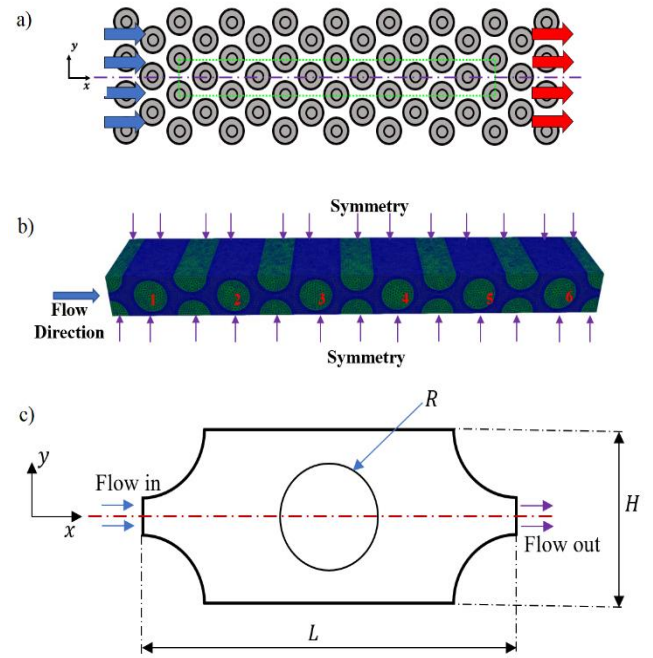 a)
y
x
b)
Symmetry
1 2 3 4 5 6
Flow
Direction
Symmetry
c)
R
y
Flow in
x
H
Flow out
L